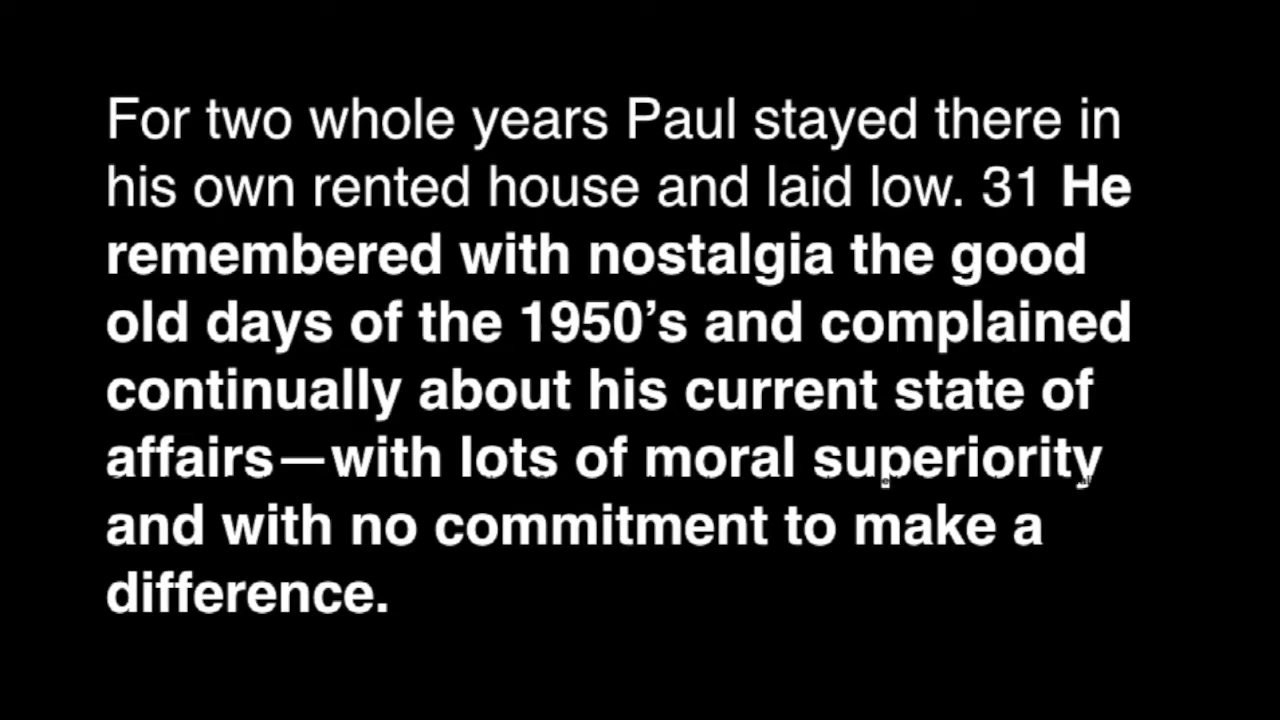 For two whole years Paul stayed there in
his own rented house and laid low. 31 He
remembered with nostalgia the good
old days of the 1950’s and complained
continually about his current state of
affairs—with lots of moral superiority
and with no commitment to make a
difference.